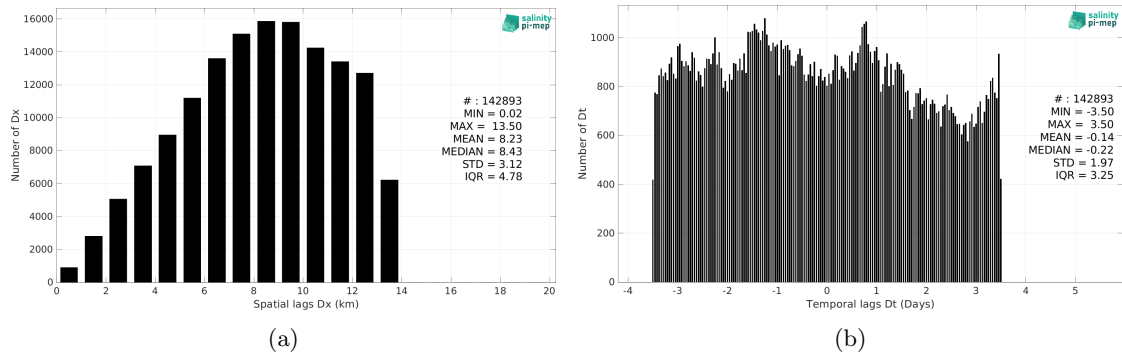 16000
14000
12000
10000
8000
6000
4000
2000
0
Number of Dx
salinity
pi-mep
# : 142893
MIN = 0.02
MAX = 13.50
MEAN = 8.23
MEDIAN = 8.43
STD = 3.12
IQR = 4.78
0 2 4 6 8 10 12 14 16 18 20
Spatial lags Dx (km)
(a)
1000
800
600
400
200
0
Number of Dt
salinity
pi-mep
# : 142893
MIN = -3.50
MAX = 3.50
MEAN = -0.14
MEDIAN = -0.22
STD = 1.97
IQR = 3.25
-4 -3 -2 -1 0 1 2 3 4 5
Temporal lags Dt (Days)
(b)